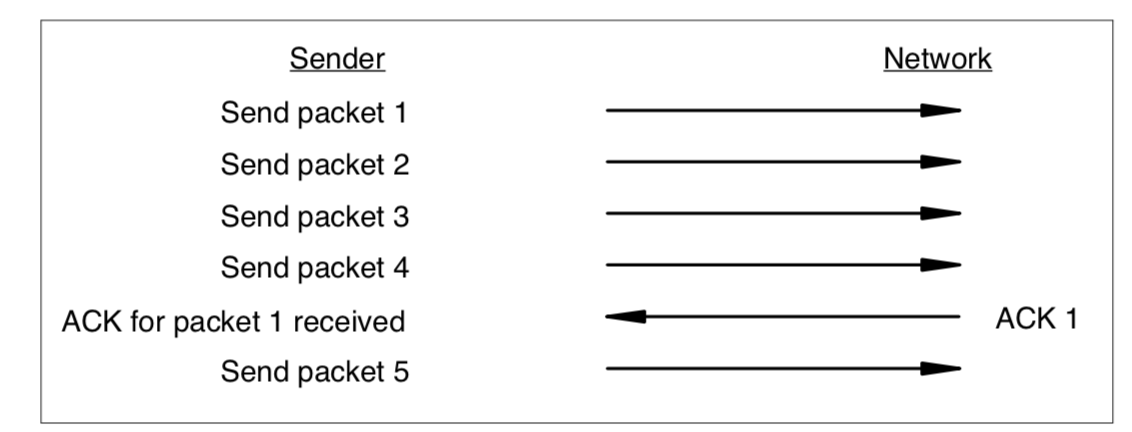 Sender Network
Send packet 1
Send packet 2
Send packet 3
Send packet 4
ACK for packet 1 received ACK 1
Send packet 5